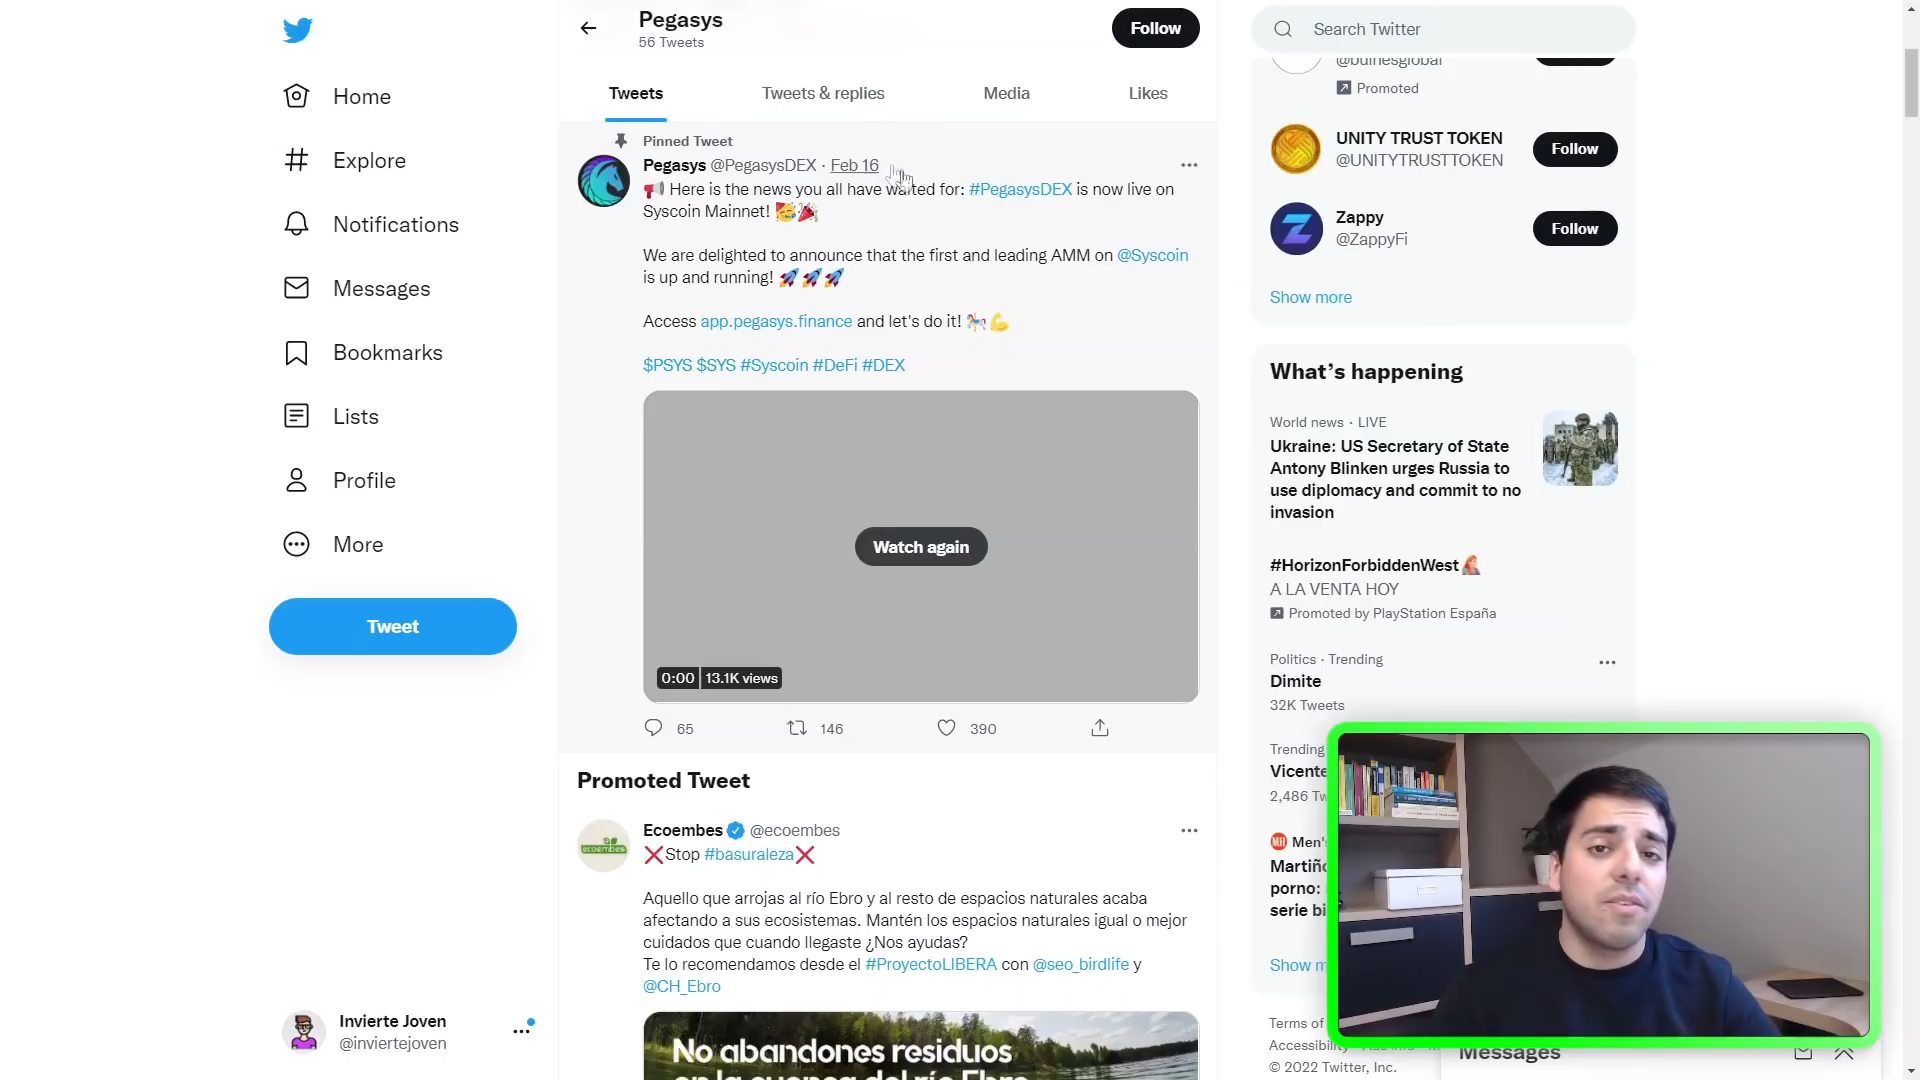 Home
Explore
Notifications
Messages
Bookmarks
Lists
Profile
More
Tweet
Invierte Joven
@inviertejoven
Pegasys
56 Tweets
Follow
Tweets
Tweets & replies
Media
Likes
Pinned Tweet
Pegasys @PegasysDEX · Feb 16
Here is the news you all have waited for: #PegasysDEX is now live on
Syscoin Mainnet!
We are delighted to announce that the first and leading AMM on @Syscoin
is up and running!
Access app.pegasys.finance and let's do it!
$PSYS $SYS #Syscoin #DeFi #DEX
Watch again
0:00
13.1K views
65
146
390
Promoted Tweet
Ecoembes @ecoembes
Stop #basuraleza
Aquello que arrojas al río Ebro y al resto de espacios naturales acaba
afectando a sus ecosistemas. Mantén los espacios naturales igual o mejor
cuidados que cuando llegaste ¿Nos ayudas?
Te lo recomendamos desde el #ProyectoLIBERA con @seo_birdlife y
@CH_Ebro
No abandones residuos
Search Twitter
Promoted
UNITY TRUST TOKEN
@UNITYTRUSTTOKEN
Follow
Zappy
@ZappyFi
Follow
Show more
What's happening
World news · LIVE
Ukraine: US Secretary of State
Antony Blinken urges Russia to
use diplomacy and commit to no
invasion
#HorizonForbiddenWest
A LA VENTA HOY
Promoted by PlayStation España
Politics · Trending
Dimite
32K Tweets
Trending
Vicente
2,486
porno:
Show
Terms of
© 2022 Twitter, Inc.
Messages